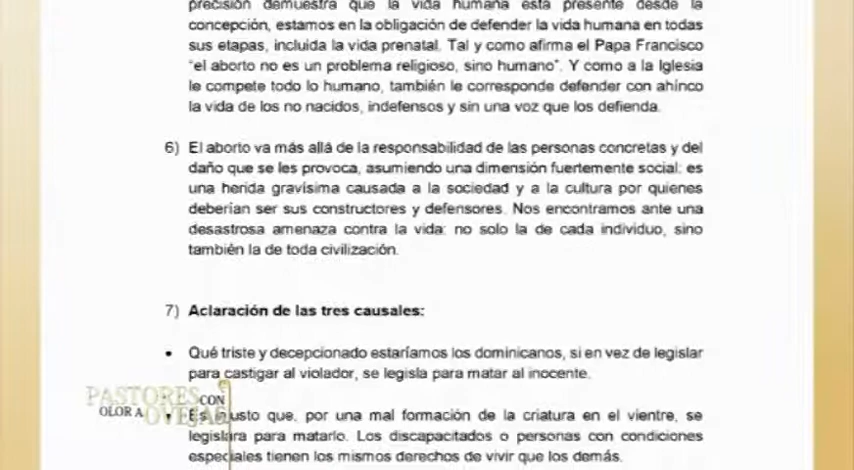 precisión demuestra que la vida humana está presente desde la
concepción, estamos en la obligación de defender la vida humana en todas
sus etapas, incluida la vida prenatal. Tal y como afirma el Papa Francisco
"el aborto no es un problema religioso, sino humano". Y como a la Iglesia
le compete todo lo humano, también le corresponde defender con ahínco
la vida de los no nacidos, indefensos y sin una voz que los defienda.
6) El aborto va más allá de la responsabilidad de las personas concretas y del
daño que se les provoca, asumiendo una dimensión fuertemente social: es
una herida gravísima causada a la sociedad y a la cultura por quienes
deberían ser sus constructores y defensores. Nos encontramos ante una
desastrosa amenaza contra la vida: no solo la de cada individuo, sino
también la de toda civilización.
7) Aclaración de las tres causales:
• Qué triste y decepcionado estaríamos los dominicanos, si en vez de legislar
para castigar al violador, se legisla para matar al inocente.
• Es usto que, por una mal formación de la criatura en el vientre, se
legislara para matarlo. Los discapacitados o personas con condiciones
especiales tienen los mismos derechos de vivir que los demás.
PASTORES CON
OLOR A OVEJAS